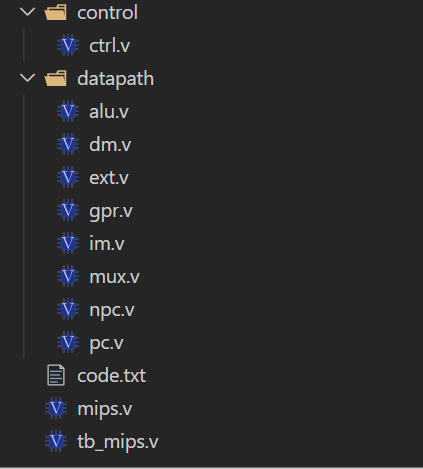 control
ctrl.v
datapath
alu.v
dm.v
ext.v
gpr.v
im.v
mux.v
npc.v
pc.v
code.txt
mips.v
tb_mips.v